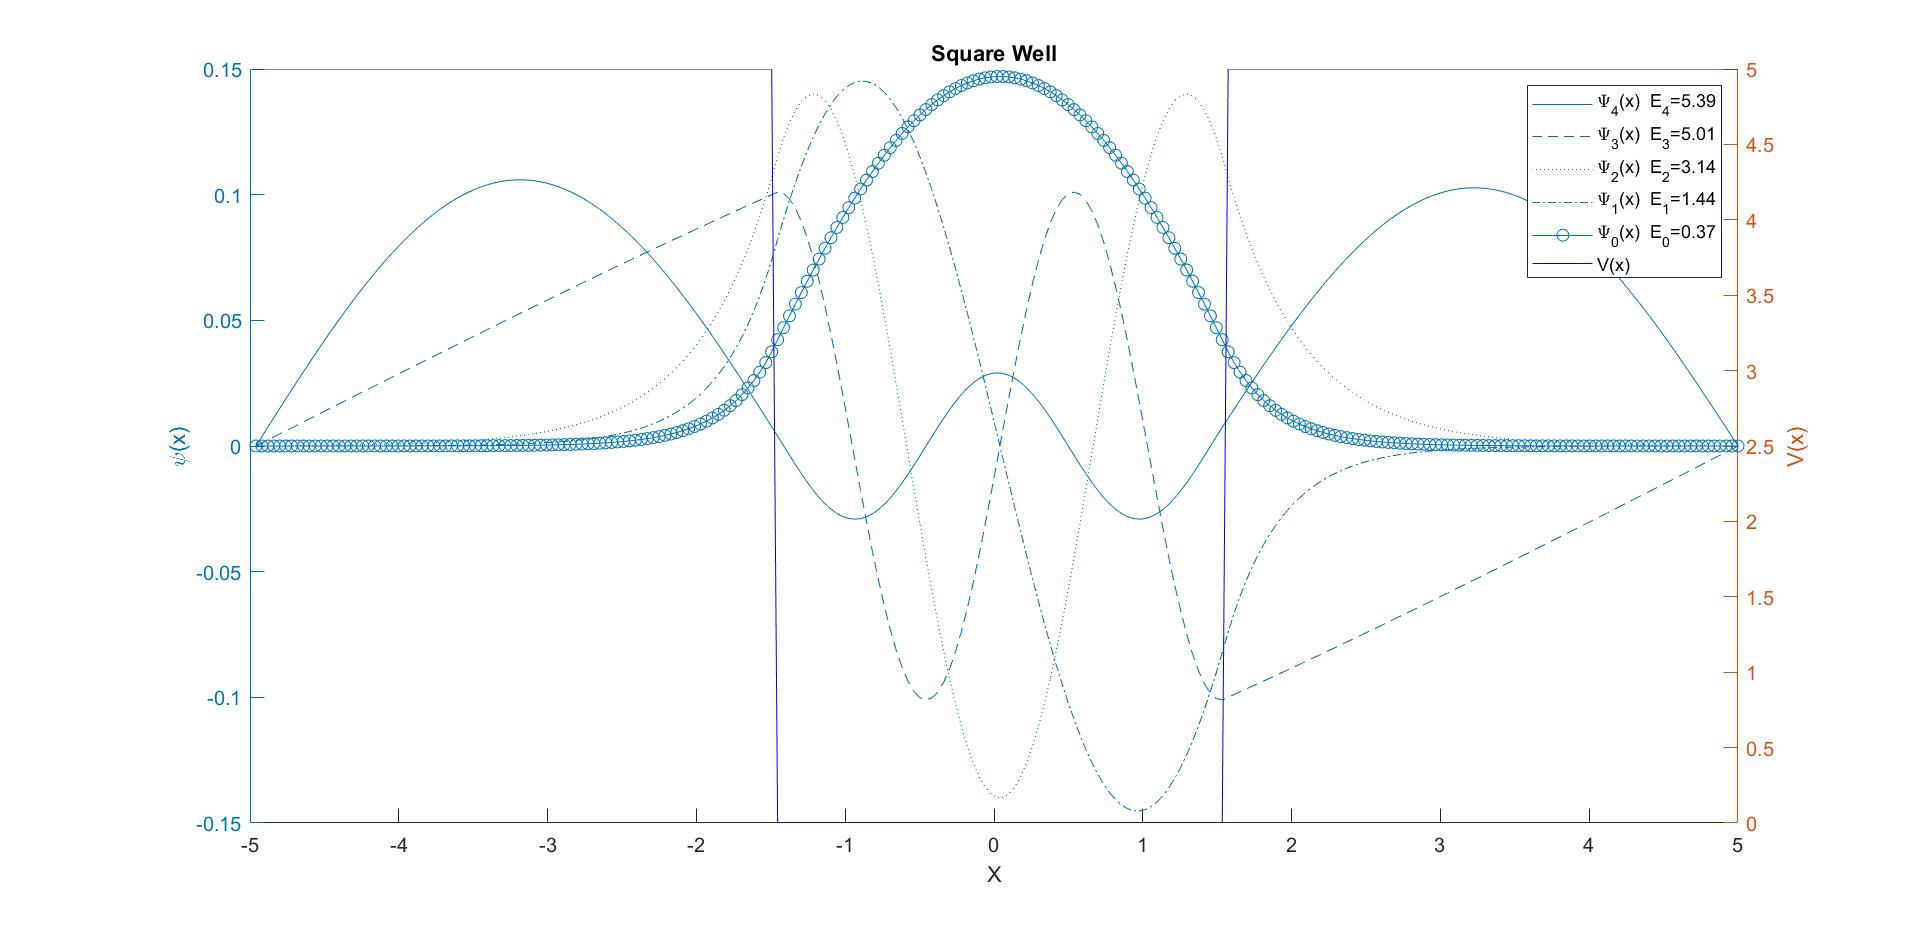 Square Well
0.15
0.1
0.05
0
-0.05
-0.1
-0.15
ψ(x)
-5 -4 -3 -2 -1 0 1 2 3 4 5
X
5
4.5
4
3.5
3
2.5
2
1.5
1
0.5
0
V(x)
Ψ4(x) E4=5.39
Ψ3(x) E3=5.01
Ψ2(x) E2=3.14
Ψ1(x) E1=1.44
Ψ0(x) E0=0.37
V(x)